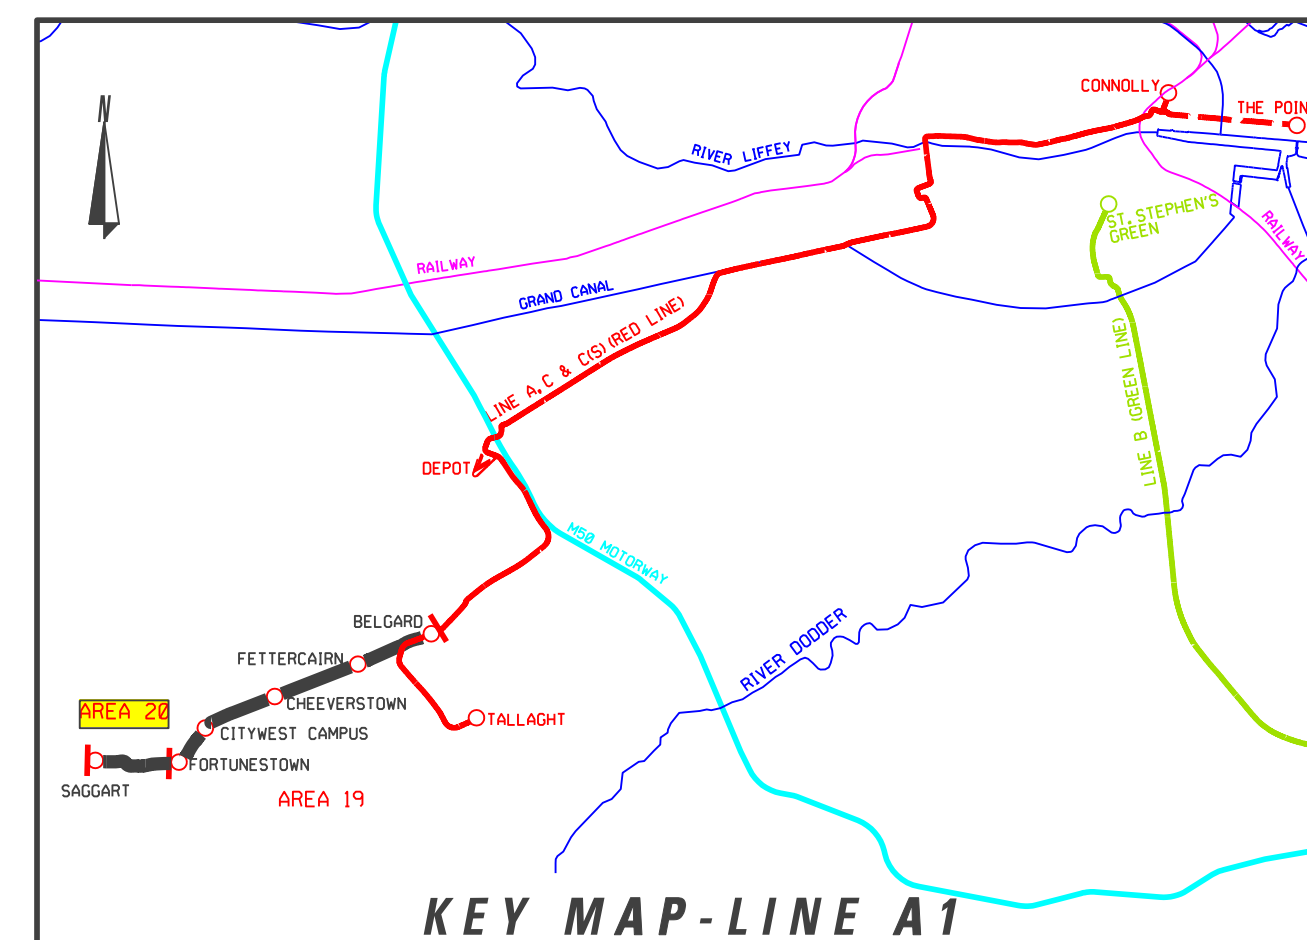 N
CONNOLLY
THE POIN
RIVER LIFFEY
ST. STEPHEN'S
GREEN
RAILWAY
RAILWAY
GRAND CANAL
LINE A,C & C(S) (RED LINE)
LINE B (GREEN LINE)
DEPOT
M50 MOTORWAY
BELGARD
RIVER DODDER
FETTERCAIRN
CHEEVERSTOWN
AREA 20
TALLAGHT
CITYWEST CAMPUS
FORTUNESTOWN
SAGGART
AREA 19
KEY MAP-LINE A1